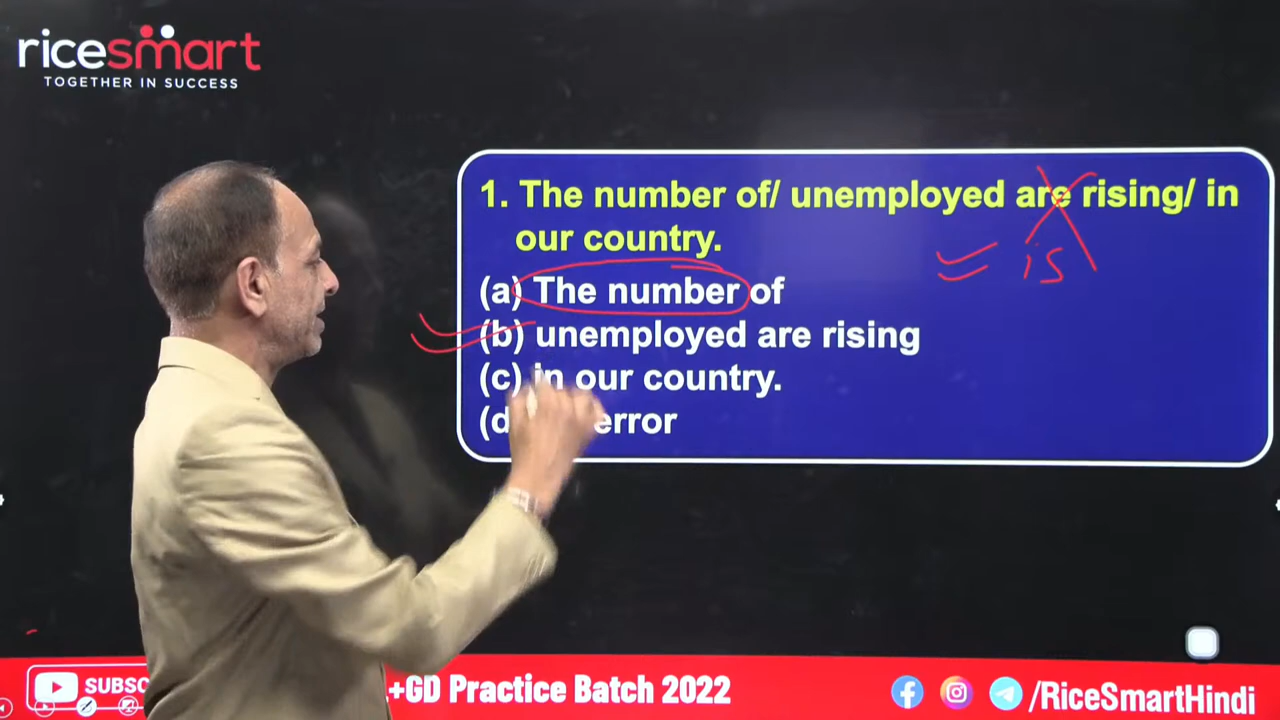 ricesmart
TOGETHER IN SUCCESS
1. The number of/ unemployed are rising/ in
our country.
is
(a) The number of
(b) unemployed are rising
(c) in our country.
(d error
SUBSC
+GD Practice Batch 2022
/RiceSmartHindi